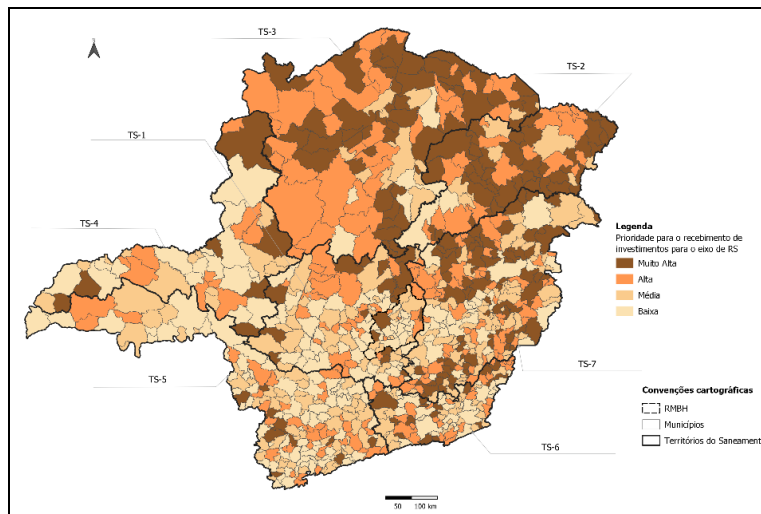 TS-3
TS-2
TS-1
TS-4
Legenda
Prioridade para o recebimento de
investimentos para o eixo de RS
Muito Alta
Alta
Média
Baixa
TS-7
TS-5
Convenções cartográficas
RMBH
Municípios
Territórios do Saneament
TS-6
50 100 km